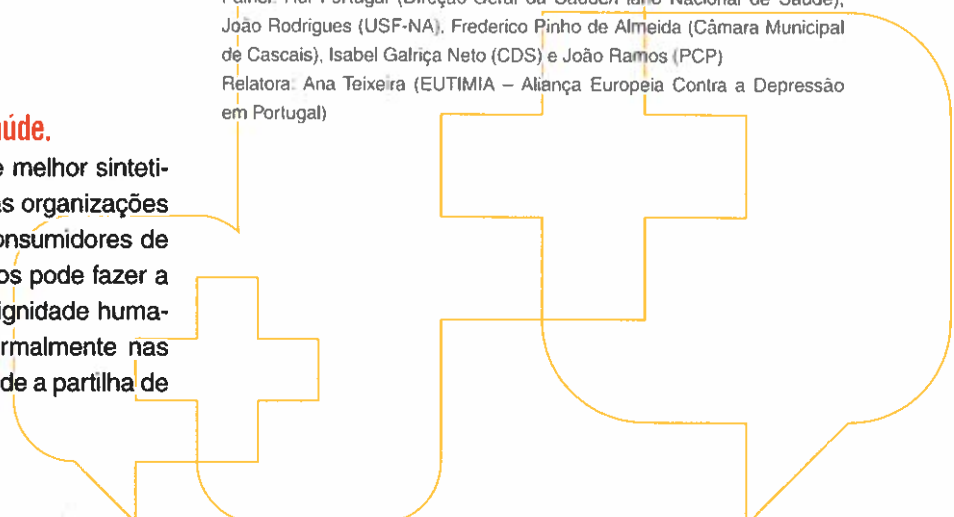 João Rodrigues (USF-NA), Frederico Pinho de Almeida (Câmara Municipal
de Cascais), Isabel Galriça Neto (CDS) e João Ramos (PCP)
Relatora: Ana Teixeira (EUTIMIA – Aliança Europeia Contra a Depressão
em Portugal)
aúde.
e melhor sinteti-
as organizações
onsumidores de
os pode fazer a
ignidade huma-
rmalmente nas
de a partilha de